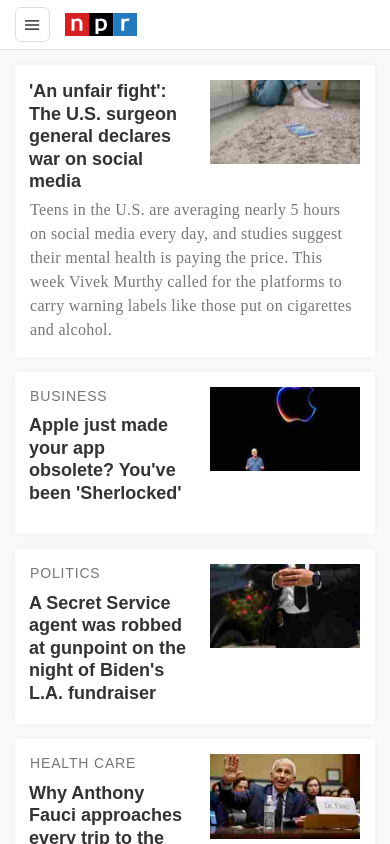 npr
'An unfair fight':
The U.S. surgeon
general declares
war on social
media
Teens in the U.S. are averaging nearly 5 hours
on social media every day, and studies suggest
their mental health is paying the price. This
week Vivek Murthy called for the platforms to
carry warning labels like those put on cigarettes
and alcohol.
BUSINESS
Apple just made
your app
obsolete? You've
been 'Sherlocked'
POLITICS
A Secret Service
agent was robbed
at gunpoint on the
night of Biden's
L.A. fundraiser
HEALTH CARE
Why Anthony
Fauci approaches
every trip to the
Dr. Fauci